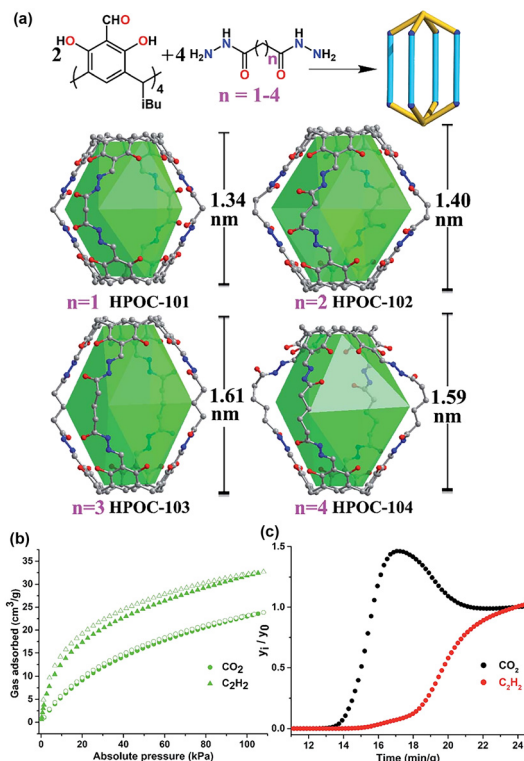 (a)
CHO
HO
OH
2
4
iBu
+4
H₂N
H
N
n
O
O
N
H
NH₂
n = 1-4
1.34
nm
1.40
nm
n=1 HPOC-101
n=2 HPOC-102
1.61
nm
1.59
nm
n=3 HPOC-103
n=4 HPOC-104
(b)
Gas adsorbed (cm³/g)
40
35
30
25
20
15
10
5
0
CO₂
C₂H₂
0 20 40 60 80 100
Absolute pressure (kPa)
(c)
yᵢ / y₀
1.5
1.0
0.5
0.0
CO₂
C₂H₂
12 14 16 18 20 22 24
Time (min/g)